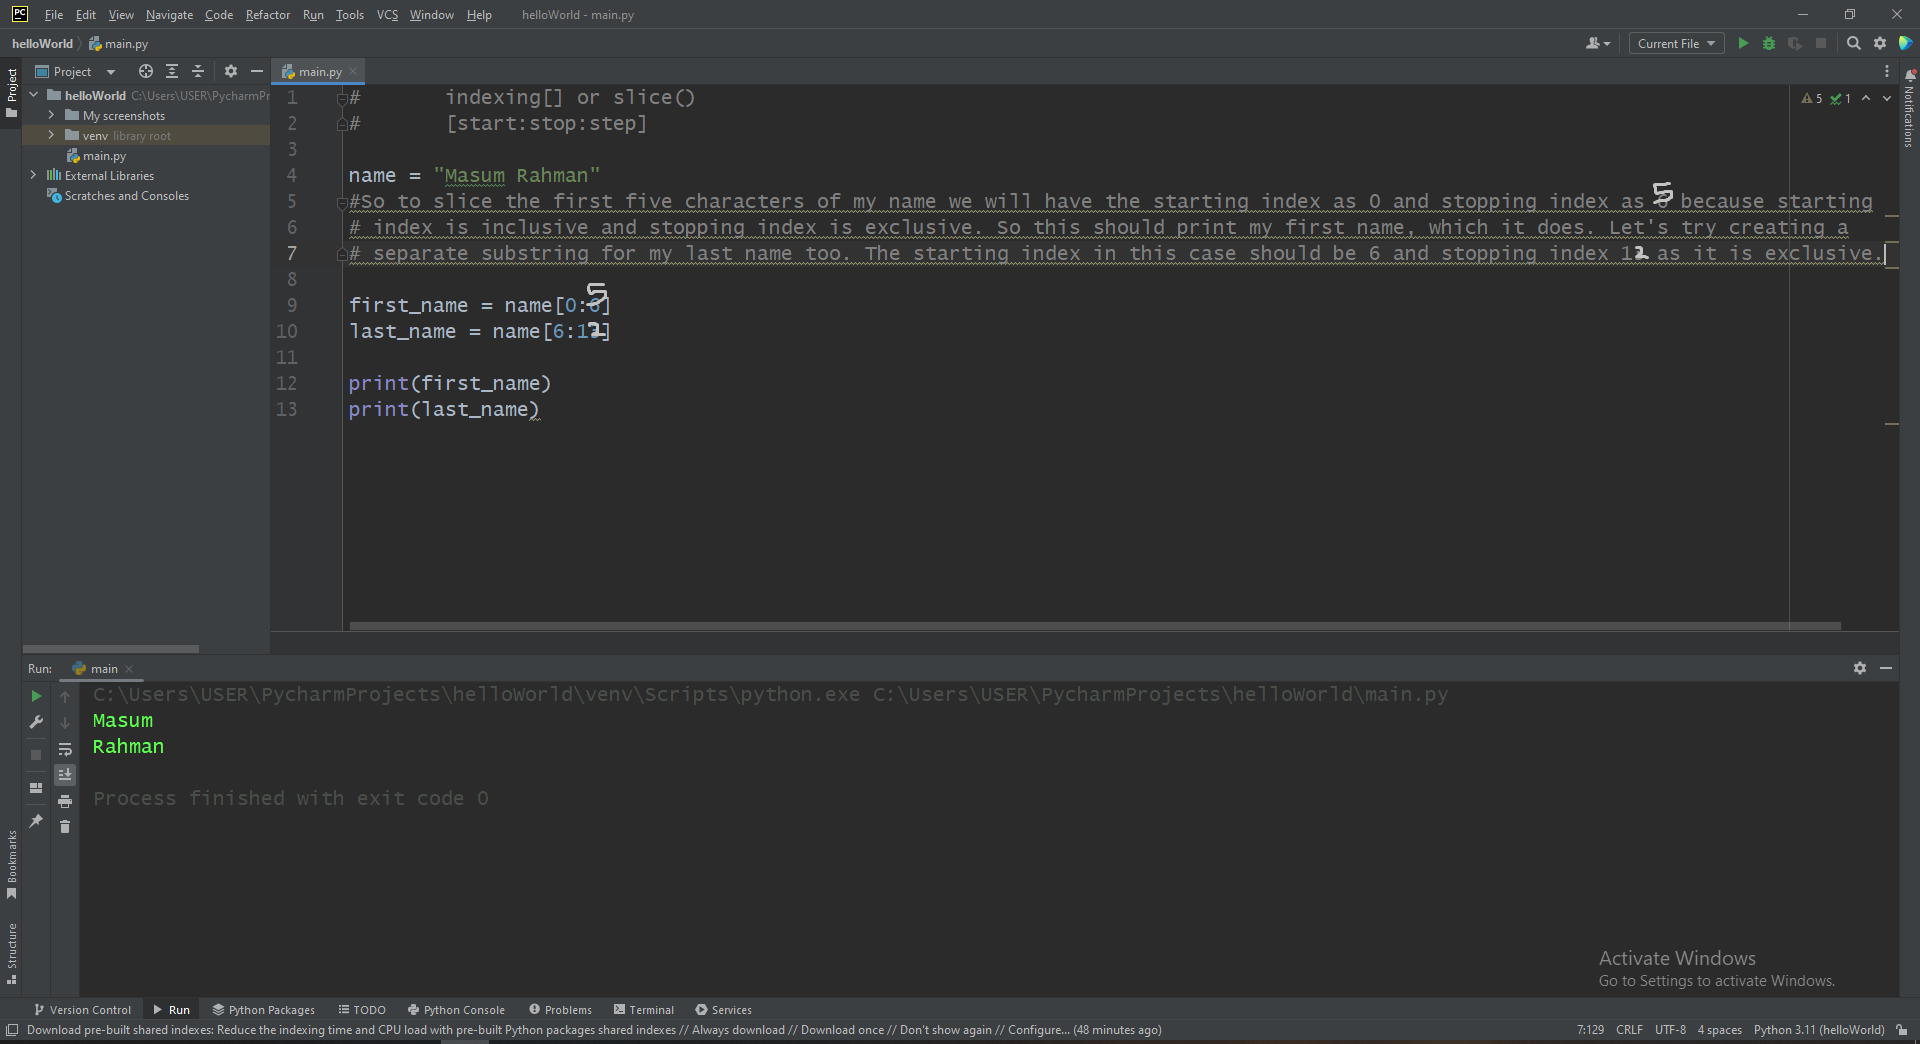 PC File Edit View Navigate Code Refactor Run Tools VCS Window Help helloWorld - main.py
helloWorld main.py Current File
Project main.py
Project
helloWorld C:\Users\USER\PycharmPr
My screenshots
venv library root
main.py
External Libraries
Scratches and Consoles
1 # indexing[] or slice()
2 # [start:stop:step]
3
4 name = "Masum Rahman"
5 #So to slice the first five characters of my name we will have the starting index as 0 and stopping index as 5 because starting
6 # index is inclusive and stopping index is exclusive. So this should print my first name, which it does. Let's try creating a
7 # separate substring for my last name too. The starting index in this case should be 6 and stopping index 12 as it is exclusive.
8
9 first_name = name[0:5]
10 last_name = name[6:12]
11
12 print(first_name)
13 print(last_name)
5 1
Notifications
Run: main
C:\Users\USER\PycharmProjects\helloWorld\venv\Scripts\python.exe C:\Users\USER\PycharmProjects\helloWorld\main.py
Masum
Rahman
Process finished with exit code 0
Bookmarks
Structure
Activate Windows
Go to Settings to activate Windows.
Version Control Run Python Packages TODO Python Console Problems Terminal Services
Download pre-built shared indexes: Reduce the indexing time and CPU load with pre-built Python packages shared indexes // Always download // Download once // Don't show again // Configure... (48 minutes ago) 7:129 CRLF UTF-8 4 spaces Python 3.11 (helloWorld)